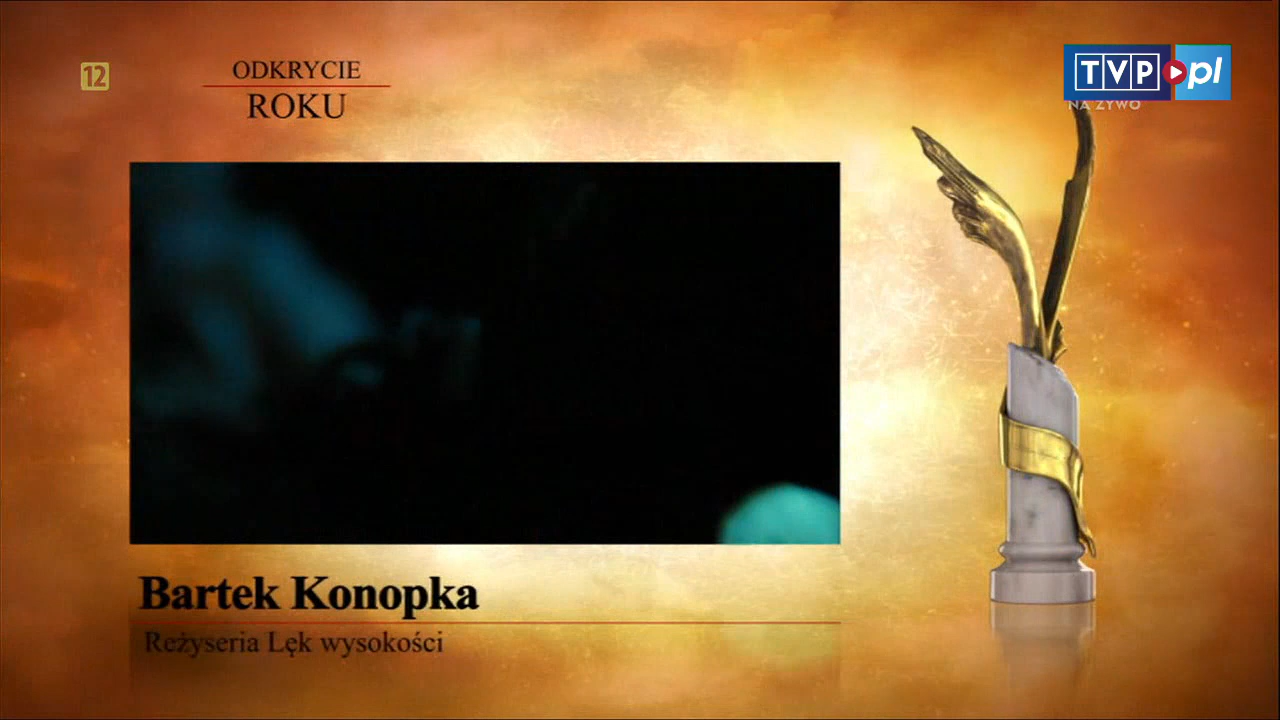 12
ODKRYCIE
ROKU
TVP pl
NA ŻYWO
Bartek Konopka
Reżyseria Lęk wysokości